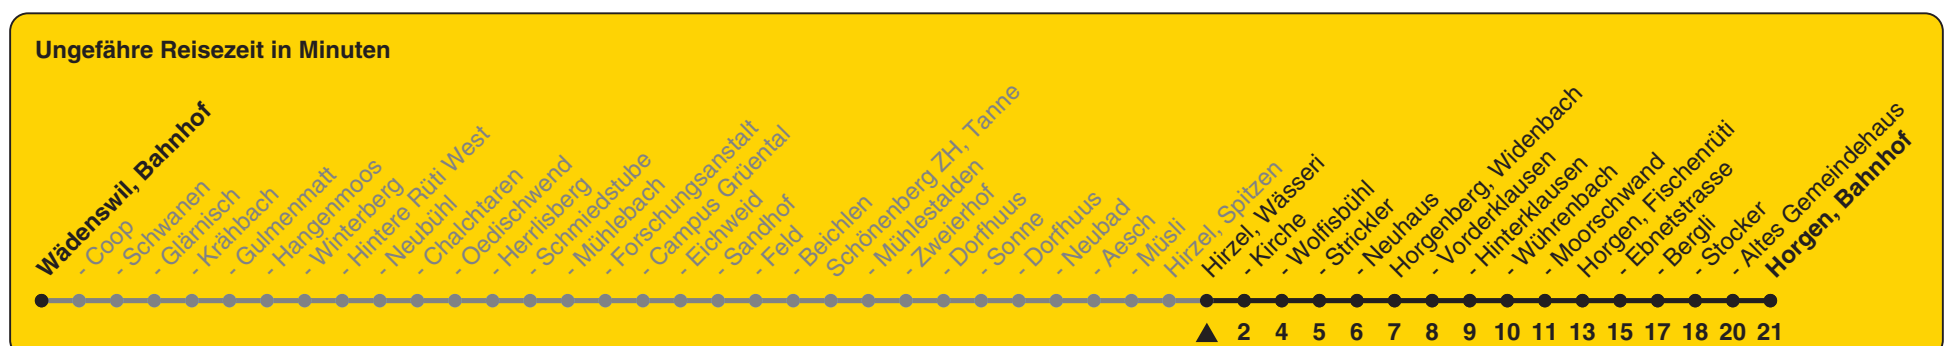 Ungefähre Reisezeit in Minuten
Wädenswil, Bahnhof
- Coop
- Schwanen
- Glärnisch
- Krähbach
- Gulmenmatt
- Hangenmoos
- Winterberg
- Hintere Rüti West
- Neubühl
- Chalchtaren
- Oedischwend
- Herrlisberg
- Schmiedstube
- Mühlebach
- Forschungsanstalt
- Campus Grüental
- Eichweid
- Sandhof
- Feld
- Beichlen
Schönenberg ZH, Tanne
- Mühlestalden
- Zweierhof
- Dorfhuus
- Sonne
- Dorfhuus
- Neubad
- Aesch
- Müsli
Hirzel, Spitzen
Hirzel, Wässeri
- Kirche
- Wolfisbühl
- Strickler
- Neuhaus
Horgenberg, Widenbach
- Vorderklausen
- Hinterklausen
- Wührenbach
- Moorschwand
Horgen, Fischenrüti
- Ebnetstrasse
- Bergli
- Stocker
- Altes Gemeindehaus
Horgen, Bahnhof
2 4 5 6 7 8 9 10 11 13 15 17 18 20 21